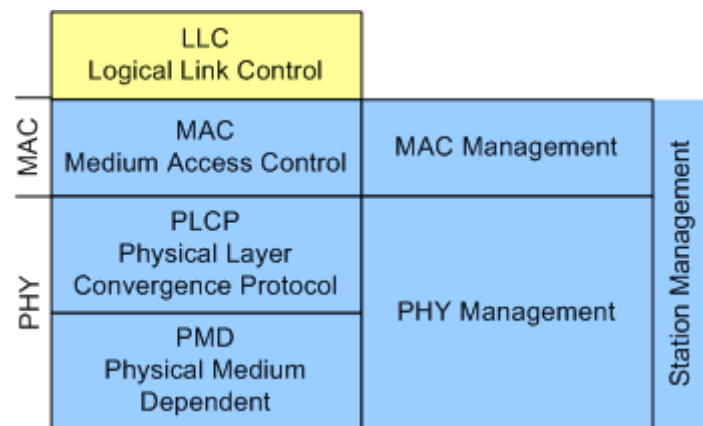 LLC
Logical Link Control
MAC
MAC
Medium Access Control
MAC Management
PHY
PLCP
Physical Layer
Convergence Protocol
PMD
Physical Medium
Dependent
PHY Management
Station Management